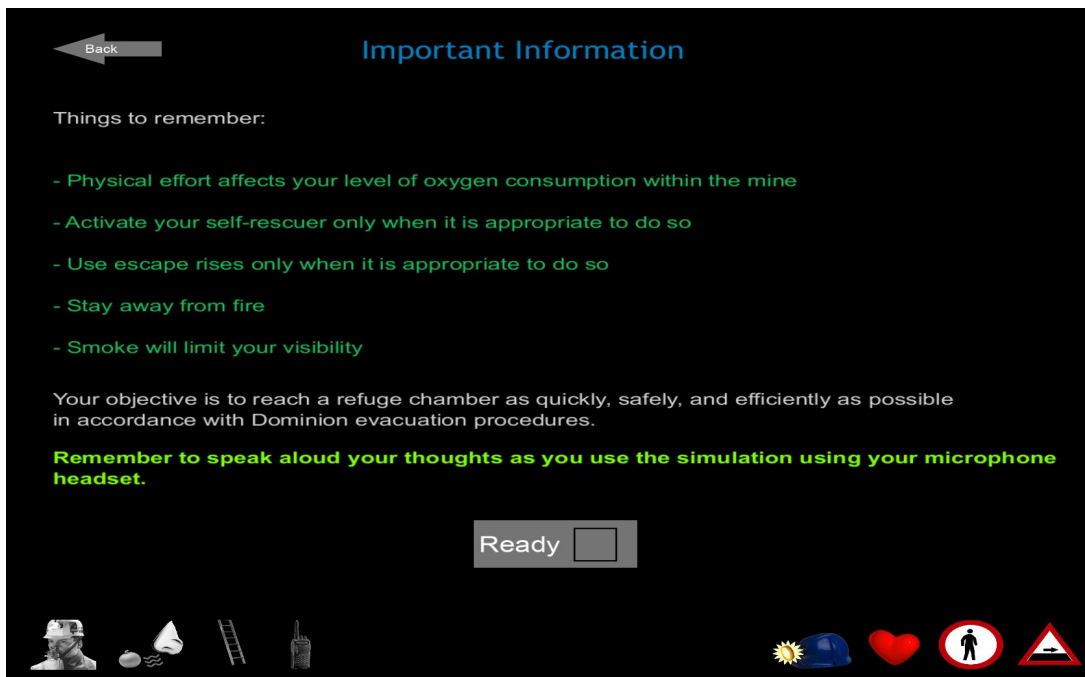 Back
Important Information
Things to remember:
- Physical effort affects your level of oxygen consumption within the mine
- Activate your self-rescuer only when it is appropriate to do so
- Use escape rises only when it is appropriate to do so
- Stay away from fire
- Smoke will limit your visibility
Your objective is to reach a refuge chamber as quickly, safely, and efficiently as possible
in accordance with Dominion evacuation procedures.
Remember to speak aloud your thoughts as you use the simulation using your microphone
headset.
Ready